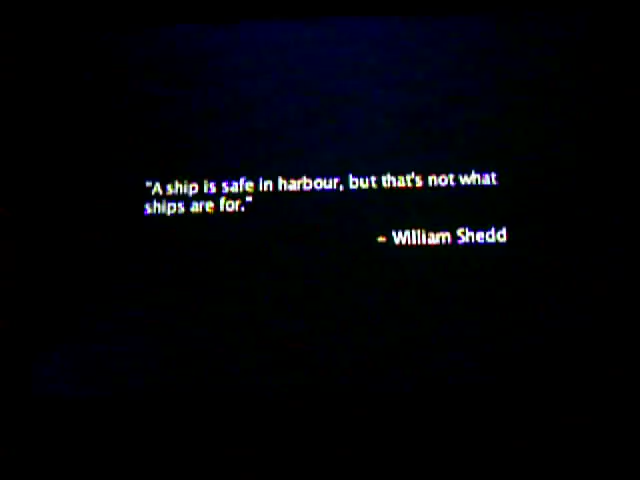 "A ship is safe in harbour, but that's not what
ships are for."
- William Shedd